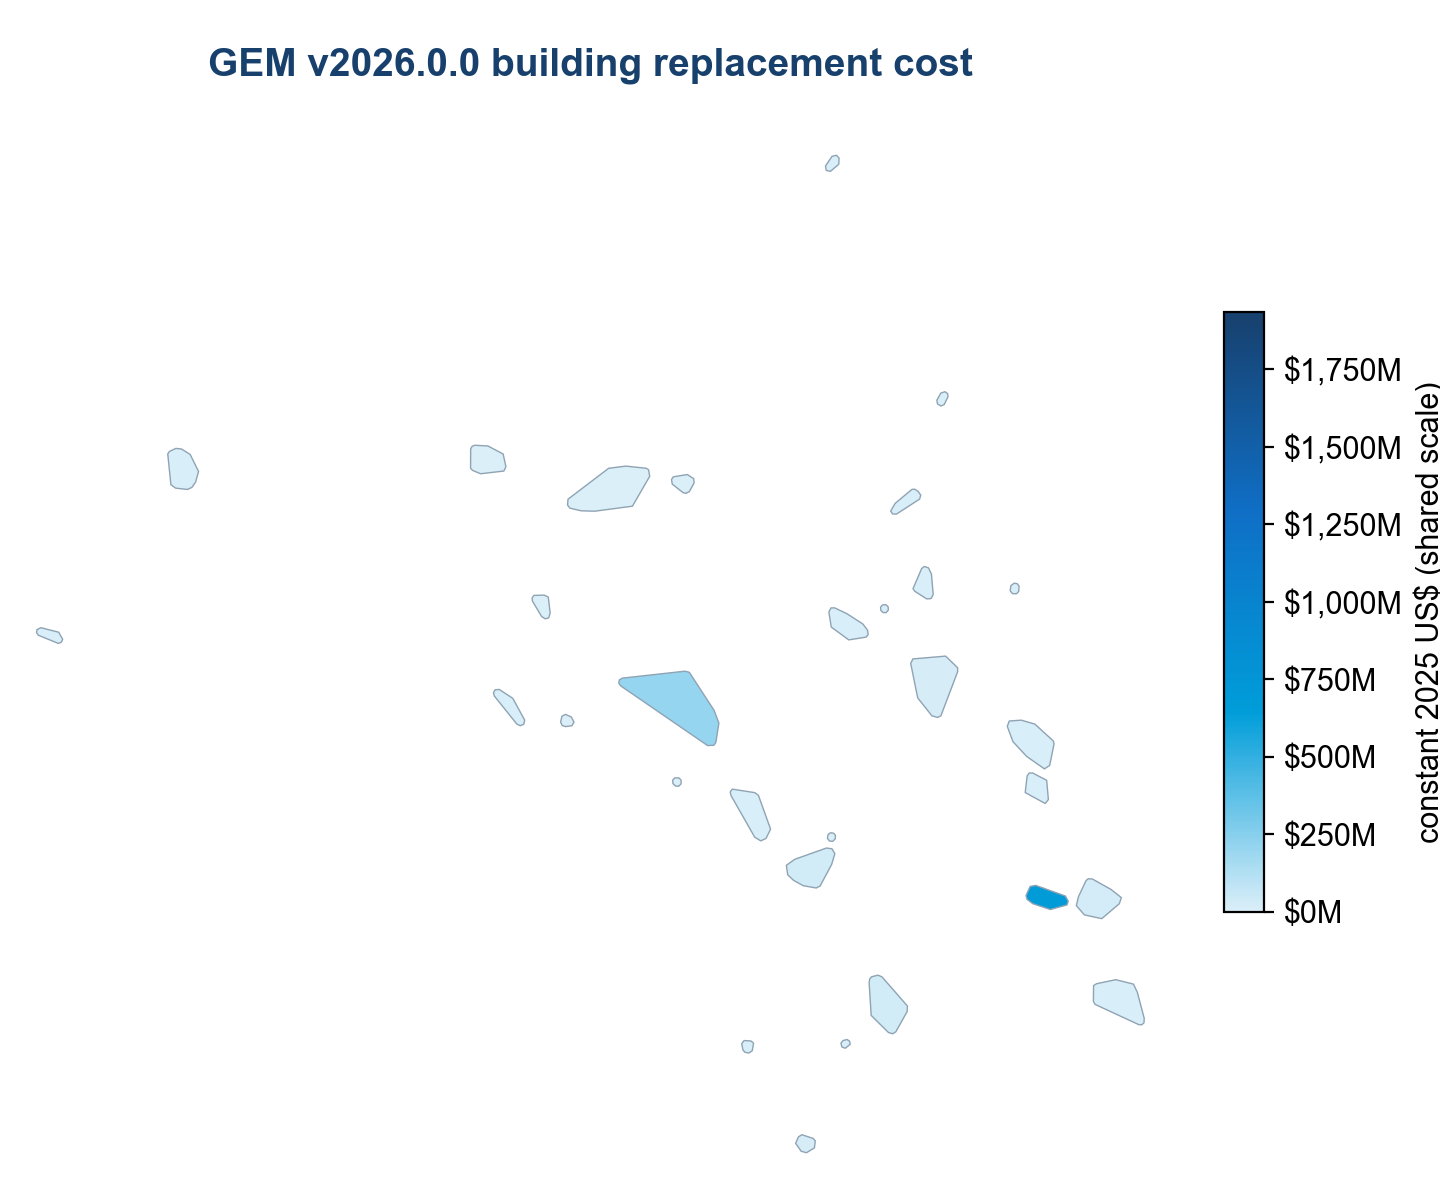 GEM v2026.0.0 building replacement cost
$1,750M
$1,500M
$1,250M
$1,000M
$750M
$500M
$250M
$0M
constant 2025 US$ (shared scale)